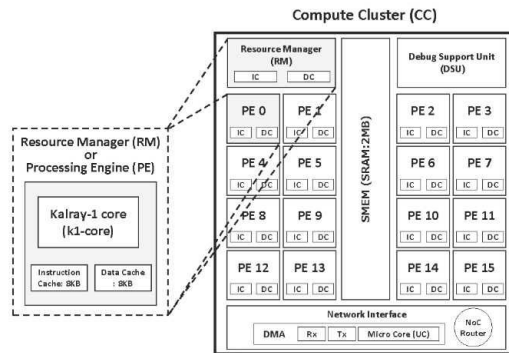 Compute Cluster (CC)
Resource Manager
(RM)
IC DC
Debug Support Unit
(DSU)
SMEM (SRAM:2MB)
PE 0 PE 1 PE 2 PE 3
IC DC IC DC IC DC IC DC
PE 4 PE 5 PE 6 PE 7
IC DC IC DC IC DC IC DC
PE 8 PE 9 PE 10 PE 11
IC DC IC DC IC DC IC DC
PE 12 PE 13 PE 14 PE 15
IC DC IC DC IC DC IC DC
Network Interface
DMA Rx Tx Micro Core (UC)
NoC
Router
Resource Manager (RM)
or
Processing Engine (PE)
Kalray-1 core
(k1-core)
Instruction
Cache: 8KB
Data Cache
: 8KB